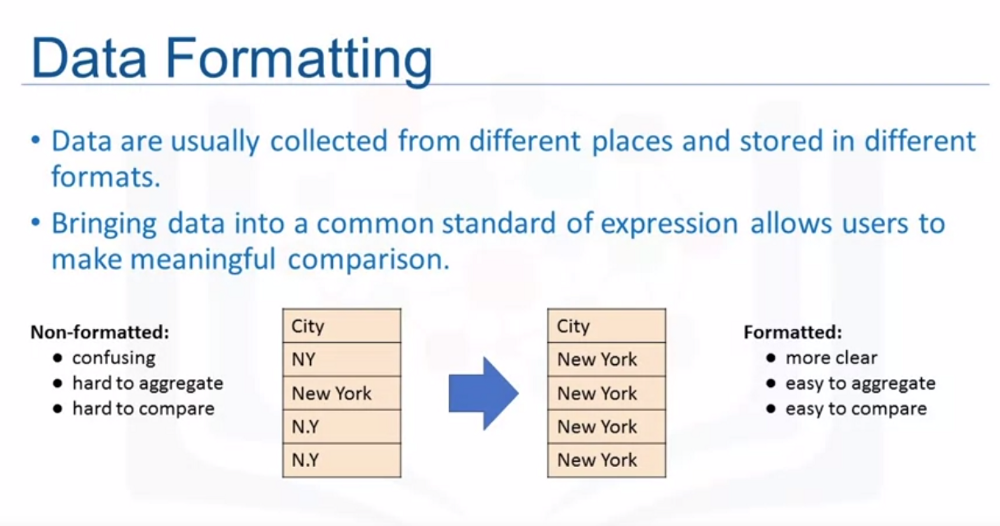 Data Formatting
• Data are usually collected from different places and stored in different
formats.
• Bringing data into a common standard of expression allows users to
make meaningful comparison.
Non-formatted:
● confusing
● hard to aggregate
● hard to compare
City
NY
New York
N.Y
N.Y
City
New York
New York
New York
New York
Formatted:
● more clear
● easy to aggregate
● easy to compare